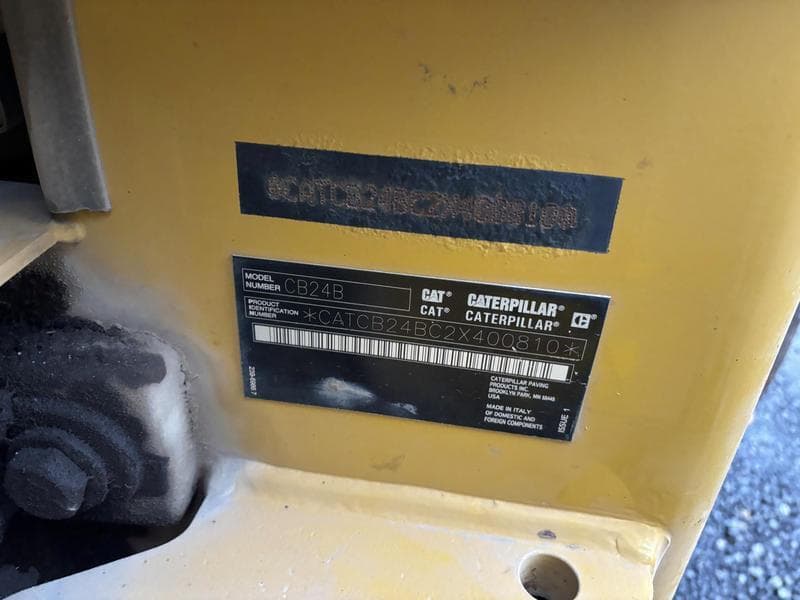 *CATCB24BC2X400810*
MODEL NUMBER CB24B
CAT® CATERPILLAR®
CAT® CATERPILLAR®
PRODUCT IDENTIFICATION NUMBER *CATCB24BC2X400810*
CATERPILLAR PAVING
PRODUCTS INC.
BROOKLYN PARK, MN 55445
USA
MADE IN ITALY
OF DOMESTIC AND
FOREIGN COMPONENTS
ISSUE 1